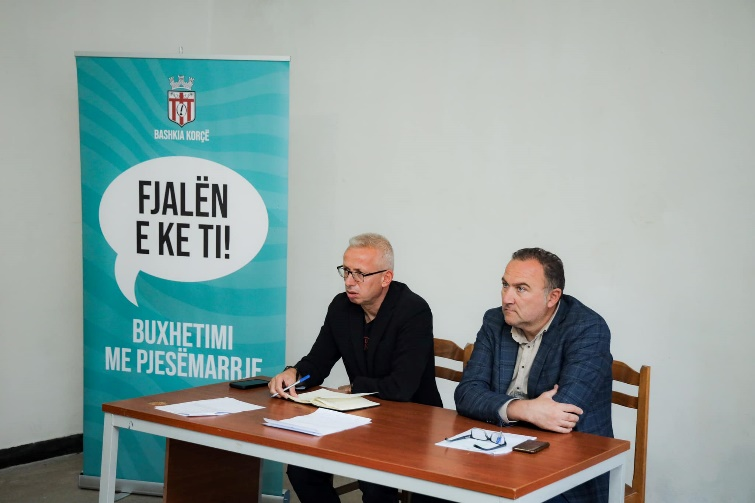 BASHKIA KORÇË
FJALËN
E KE TI!
BUXHETIMI
ME PJESËMARRJE